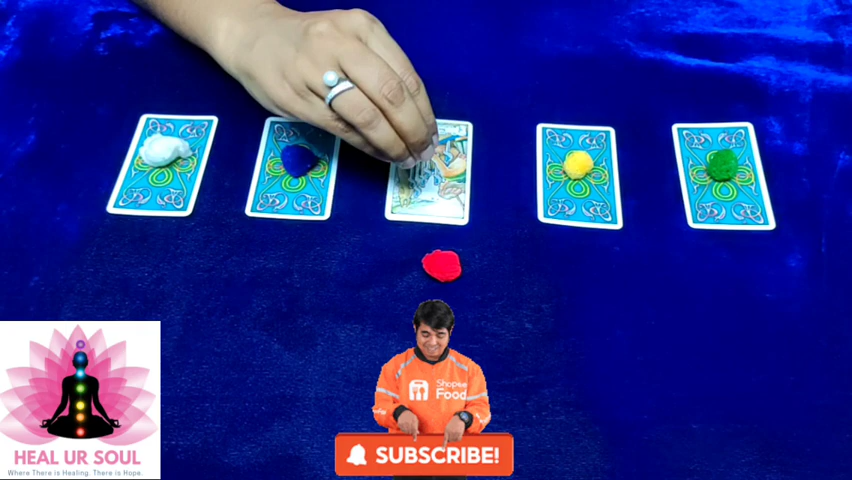 Shopee
Food
SUBSCRIBE!
HEAL UR SOUL
Where There is Healing. There is Hope.